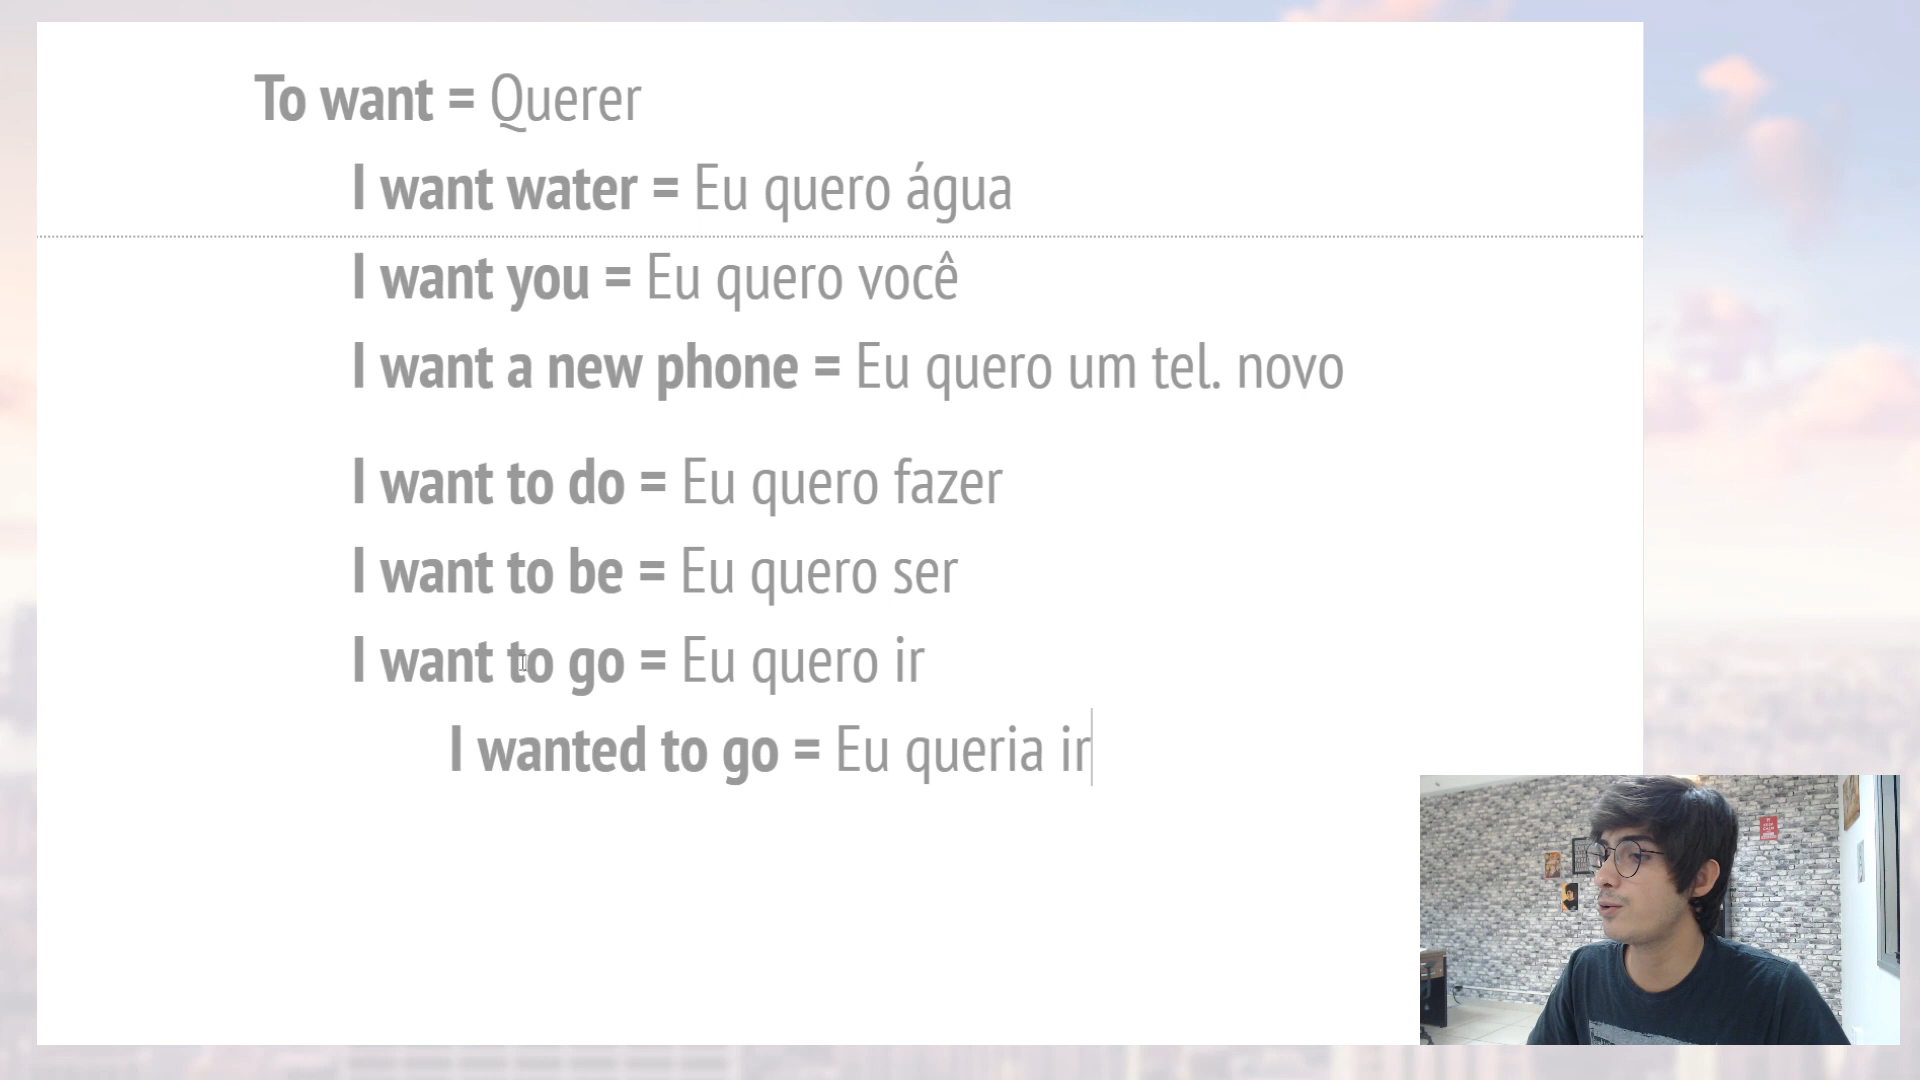 To want = Querer
I want water = Eu quero água
I want you = Eu quero você
I want a new phone = Eu quero um tel. novo
I want to do = Eu quero fazer
I want to be = Eu quero ser
I want to go = Eu quero ir
I wanted to go = Eu queria ir